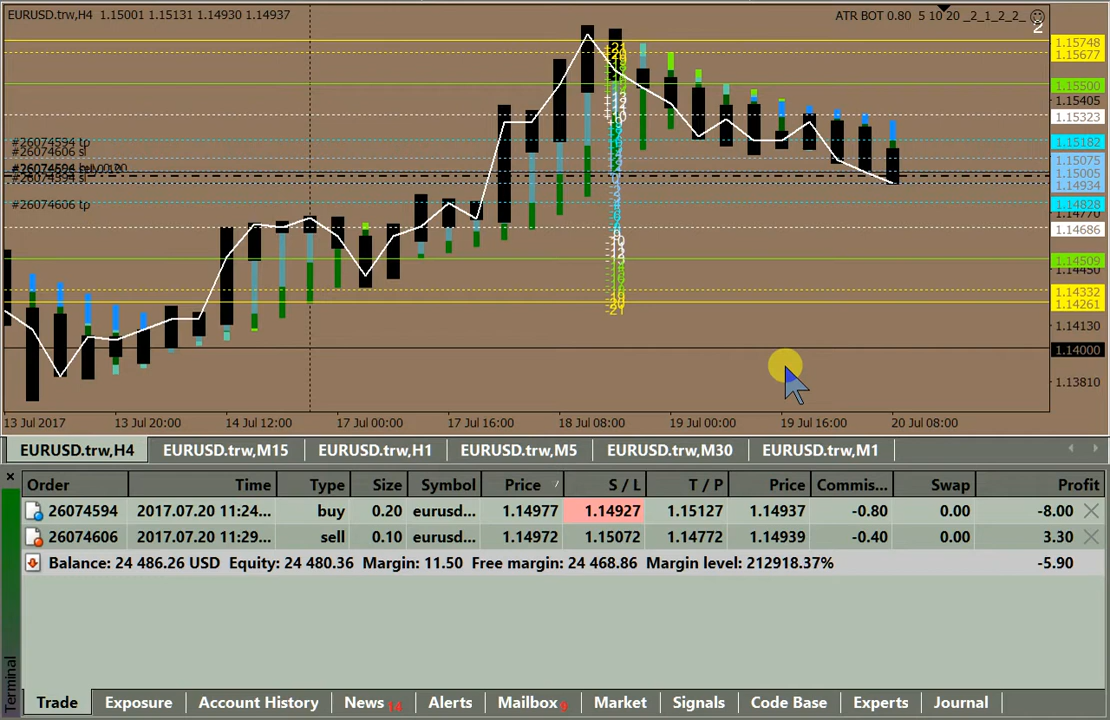 EURUSD.trw,H4 1.15001 1.15131 1.14930 1.14937
ATR BOT 0.80 5 10 20 _2_1_2_2_
2
1.15748
1.15677
1.15500
1.15405
1.15323
1.15182
1.15075
1.15005
1.14934
1.14828
1.14770
1.14686
1.14509
1.14450
1.14332
1.14261
1.14130
1.14000
1.13810
#26074594 tp
#26074606 sl
#26074594 sl
#26074606 tp
13 Jul 2017 13 Jul 20:00 14 Jul 12:00 17 Jul 00:00 17 Jul 16:00 18 Jul 08:00 19 Jul 00:00 19 Jul 16:00 20 Jul 08:00
EURUSD.trw,H4 EURUSD.trw,M15 EURUSD.trw,H1 EURUSD.trw,M5 EURUSD.trw,M30 EURUSD.trw,M1
Order Time Type Size Symbol Price / S / L T / P Price Commis... Swap Profit
26074594 2017.07.20 11:24... buy 0.20 eurusd... 1.14977 1.14927 1.15127 1.14937 -0.80 0.00 -8.00
26074606 2017.07.20 11:29... sell 0.10 eurusd... 1.14972 1.15072 1.14772 1.14939 -0.40 0.00 3.30
Balance: 24 486.26 USD Equity: 24 480.36 Margin: 11.50 Free margin: 24 468.86 Margin level: 212918.37% -5.90
Terminal
Trade Exposure Account History News 14 Alerts Mailbox 9 Market Signals Code Base Experts Journal